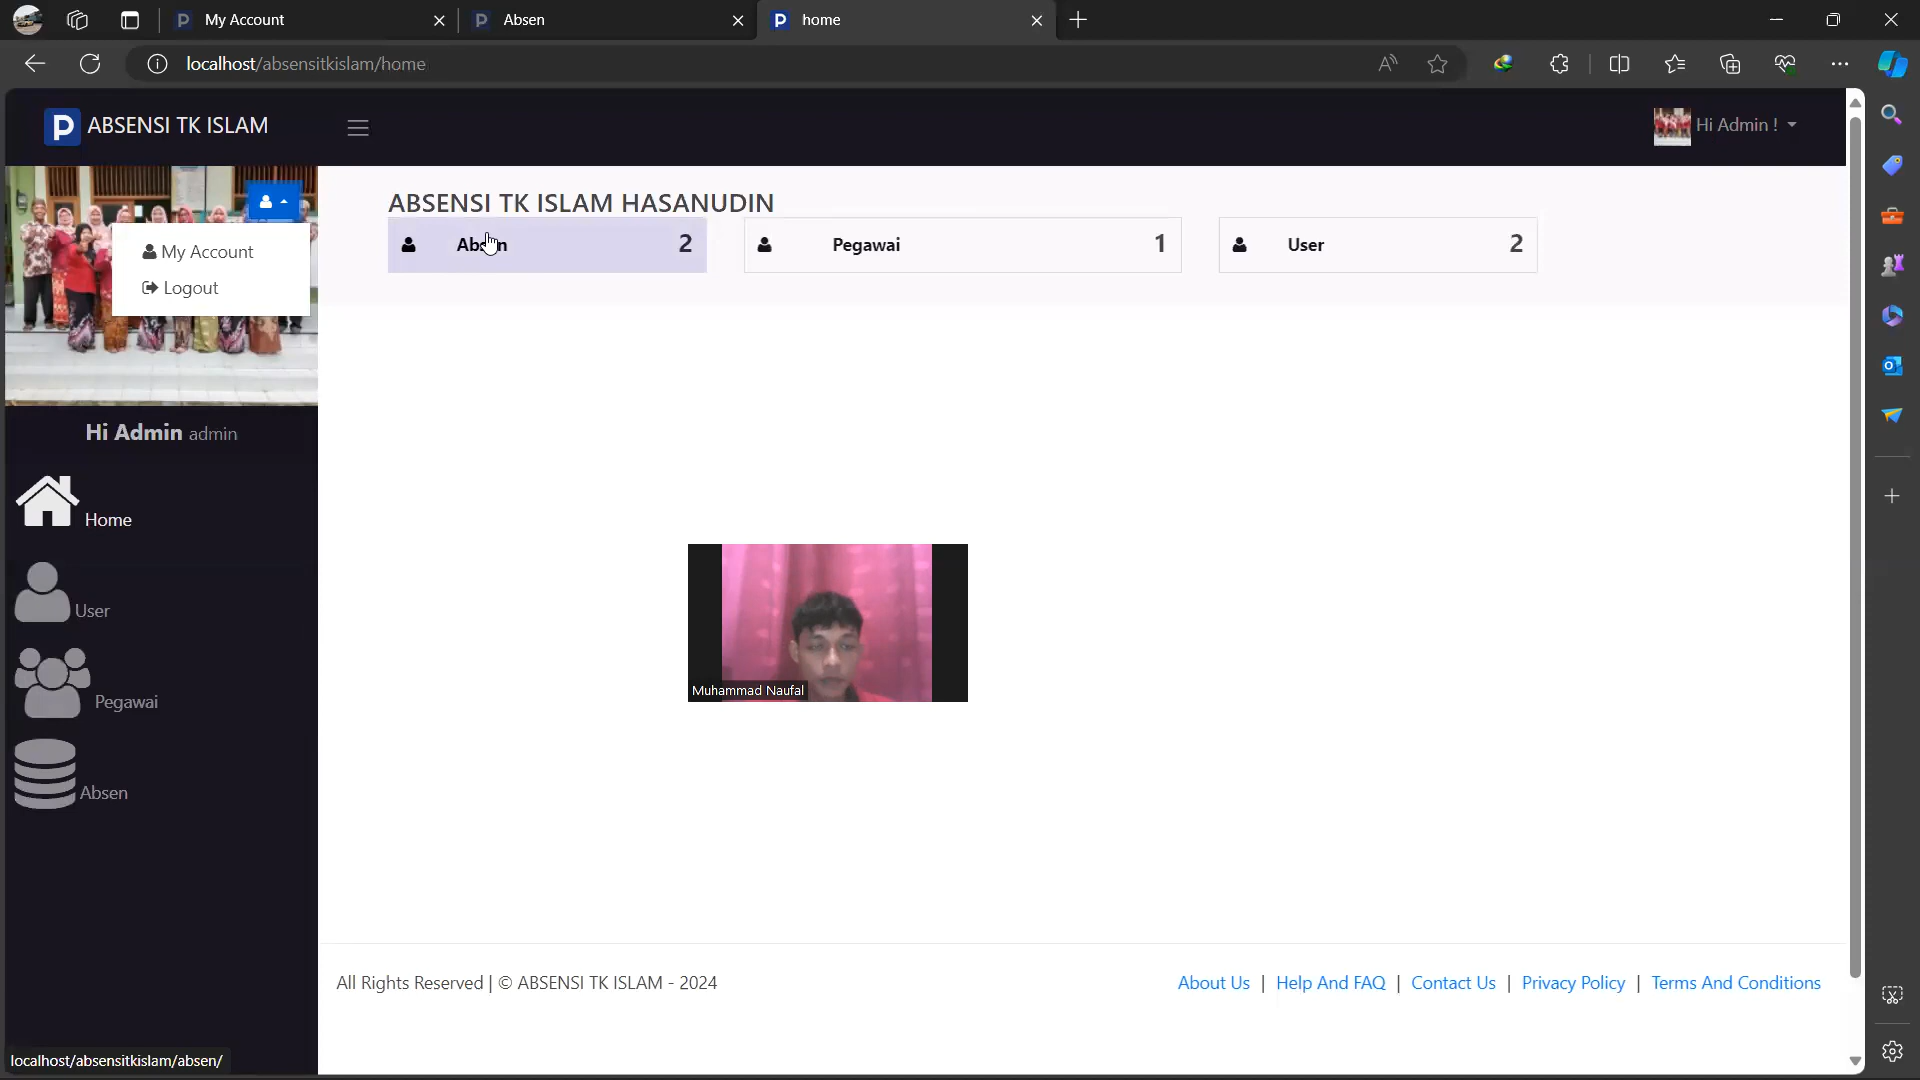 My Account
Absen
home
localhost/absensitkislam/home
P ABSENSI TK ISLAM
Hi Admin !
My Account
Logout
Hi Admin admin
Home
User
Pegawai
Absen
ABSENSI TK ISLAM HASANUDIN
Absen 2
Pegawai 1
User 2
Muhammad Naufal
All Rights Reserved | © ABSENSI TK ISLAM - 2024
About Us | Help And FAQ | Contact Us | Privacy Policy | Terms And Conditions
localhost/absensitkislam/absen/